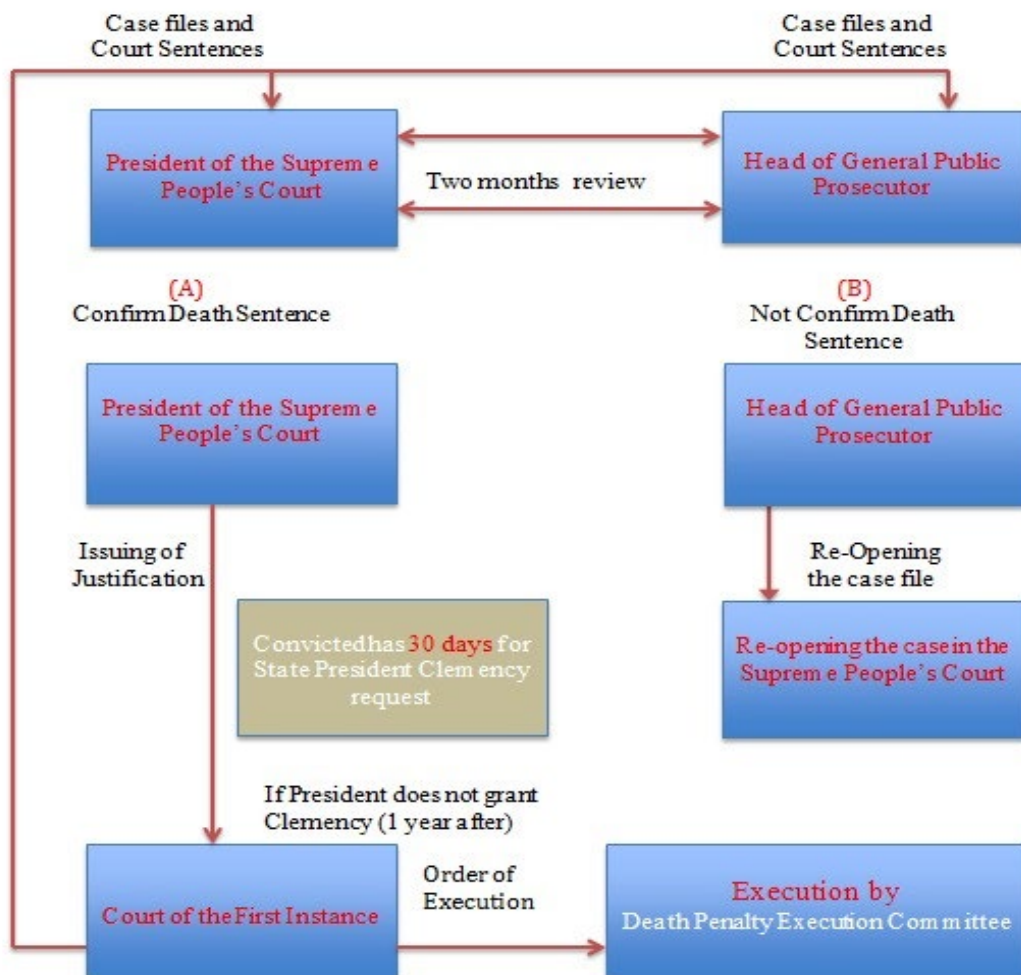 Case files and
Court Sentences
Case files and
Court Sentences
President of the Supreme
People's Court
Two months review
Head of General Public
Prosecutor
(A)
Confirm Death Sentence
(B)
Not Confirm Death
Sentence
President of the Supreme
People's Court
Head of General Public
Prosecutor
Issuing of
Justification
Re-Opening
the case file
Convicted has 30 days for
State President Clemency
request
Re-opening the case in the
Supreme People's Court
If President does not grant
Clemency (1 year after)
Court of the First Instance
Order of
Execution
Execution by
Death Penalty Execution Committee